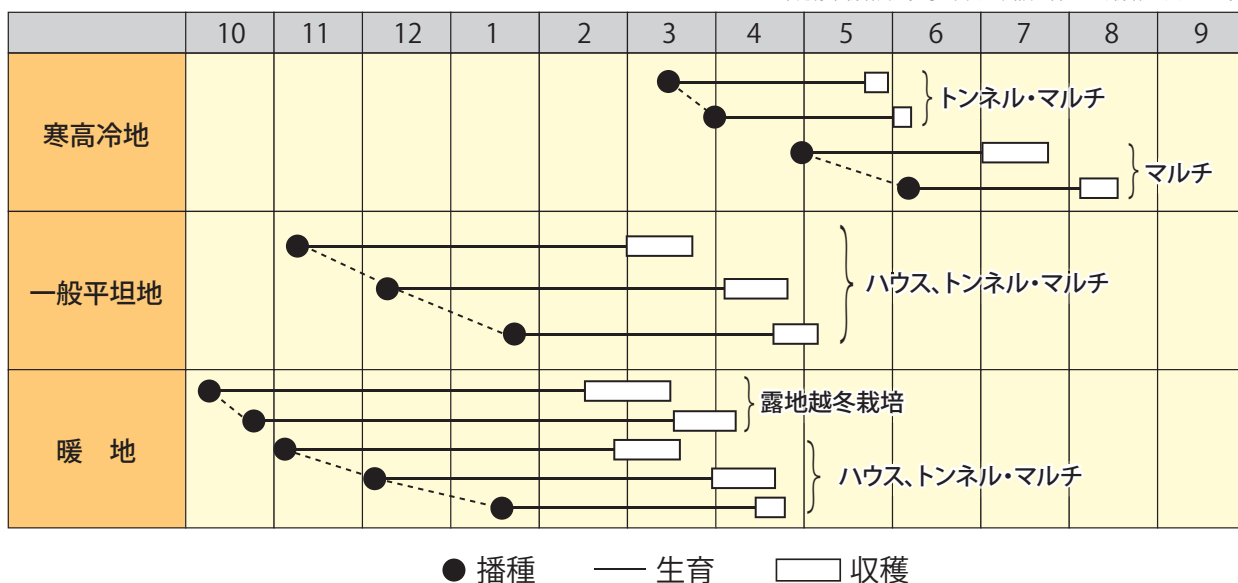 10 11 12 1 2 3 4 5 6 7 8 9
寒高冷地
トンネル・マルチ
マルチ
一般平坦地
ハウス、トンネル・マルチ
暖 地
露地越冬栽培
ハウス、トンネル・マルチ
播種 生育 収穫